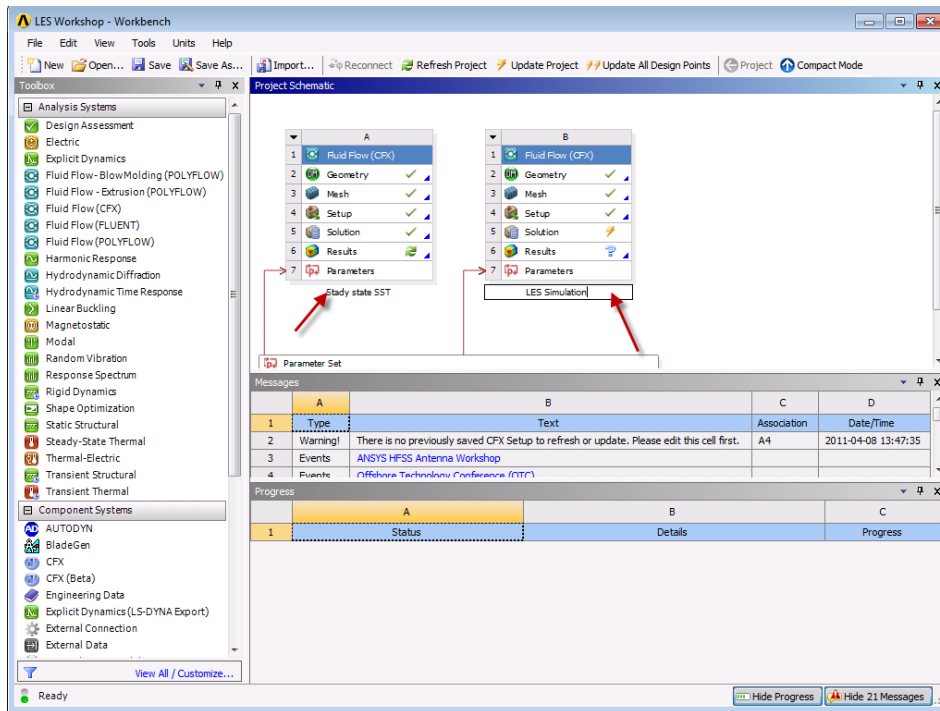 LES Workshop - Workbench
File Edit View Tools Units Help
New Open... Save Save As... Import... Reconnect Refresh Project Update Project Update All Design Points Project Compact Mode
Toolbox
Analysis Systems
Design Assessment
Electric
Explicit Dynamics
Fluid Flow- BlowMolding (POLYFLOW)
Fluid Flow - Extrusion (POLYFLOW)
Fluid Flow (CFX)
Fluid Flow (FLUENT)
Fluid Flow (POLYFLOW)
Harmonic Response
Hydrodynamic Diffraction
Hydrodynamic Time Response
Linear Buckling
Magnetostatic
Modal
Random Vibration
Response Spectrum
Rigid Dynamics
Shape Optimization
Static Structural
Steady-State Thermal
Thermal-Electric
Transient Structural
Transient Thermal
Component Systems
AUTODYN
BladeGen
CFX
CFX (Beta)
Engineering Data
Explicit Dynamics (LS-DYNA Export)
External Connection
External Data
View All / Customize...
Project Schematic
A
1 Fluid Flow (CFX)
2 Geometry
3 Mesh
4 Setup
5 Solution
6 Results
7 Parameters
Stady state SST
B
1 Fluid Flow (CFX)
2 Geometry
3 Mesh
4 Setup
5 Solution
6 Results
7 Parameters
LES Simulation
Parameter Set
Messages
A B C D
1 Type Text Association Date/Time
2 Warning! There is no previously saved CFX Setup to refresh or update. Please edit this cell first. A4 2011-04-08 13:47:35
3 Events ANSYS HFSS Antenna Workshop
4 Events Offshore Technology Conference (OTC)
Progress
A B C
1 Status Details Progress
Ready
Hide Progress Hide 21 Messages